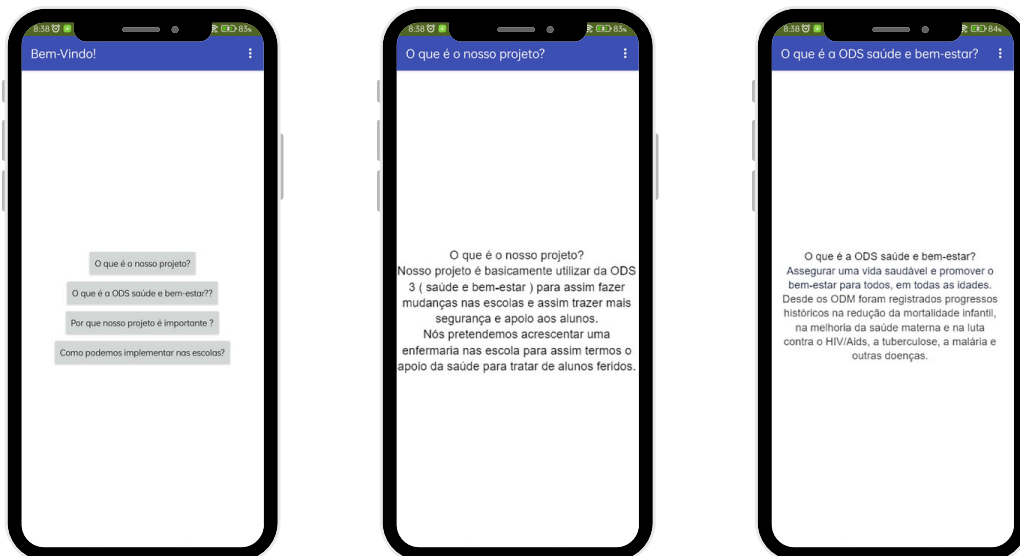 8:38
83%
Bem-Vindo!
O que é o nosso projeto?
O que é a ODS saúde e bem-estar??
Por que nosso projeto é importante ?
Como podemos implementar nas escolas?
8:38
83%
O que é o nosso projeto?
O que é o nosso projeto?
Nosso projeto é basicamente utilizar da ODS
3 ( saúde e bem-estar ) para assim fazer
mudanças nas escolas e assim trazer mais
segurança e apoio aos alunos.
Nós pretendemos acrescentar uma
enfermaria nas escola para assim termos o
apoio da saúde para tratar de alunos feridos.
8:38
84%
O que é a ODS saúde e bem-estar?
O que é a ODS saúde e bem-estar?
Assegurar uma vida saudável e promover o
bem-estar para todos, em todas as idades.
Desde os ODM foram registrados progressos
históricos na redução da mortalidade infantil,
na melhoria da saúde materna e na luta
contra o HIV/Aids, a tuberculose, a malária e
outras doenças.